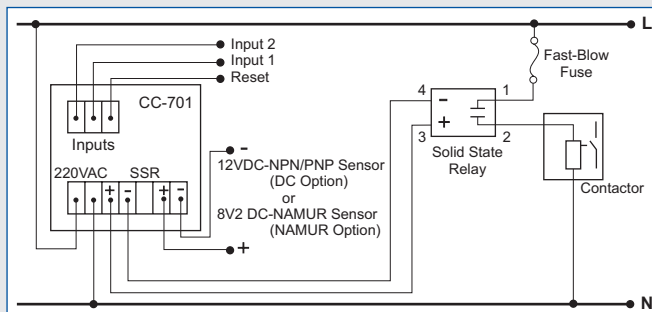 L
Input 2
Input 1
Reset
Fast-Blow
Fuse
CC-701
Inputs
4
1
-
+
3
2
Solid State
Relay
Contactor
220VAC
SSR
+
-
+
-
-
12VDC-NPN/PNP Sensor
(DC Option)
or
8V2 DC-NAMUR Sensor
(NAMUR Option)
+
N